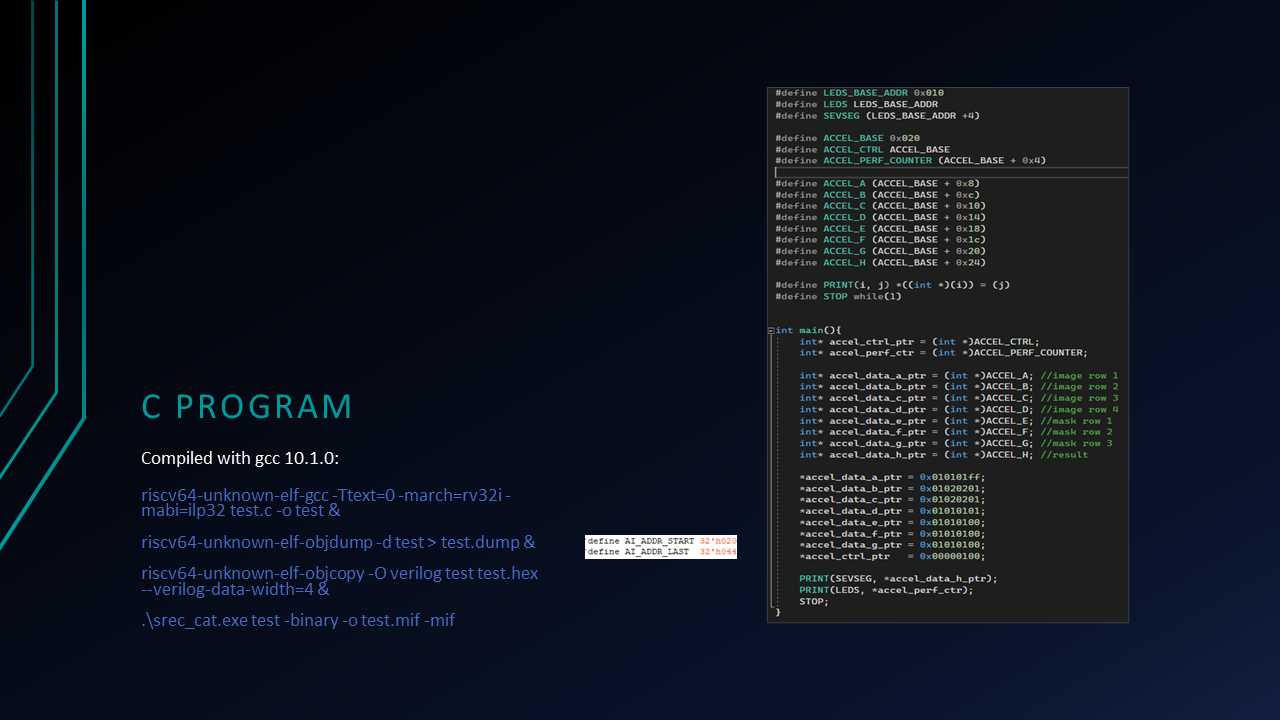 C PROGRAM
Compiled with gcc 10.1.0:
riscv64-unknown-elf-gcc -Ttext=0 -march=rv32i -
mabi=ilp32 test.c -o test &
riscv64-unknown-elf-objdump -d test > test.dump &
riscv64-unknown-elf-objcopy -O verilog test test.hex
--verilog-data-width=4 &
.\srec_cat.exe test -binary -o test.mif -mif
define AI_ADDR_START 32'h020
define AI_ADDR_LAST 32'h044
#define LEDS_BASE_ADDR 0x010
#define LEDS LEDS_BASE_ADDR
#define SEVSEG (LEDS_BASE_ADDR +4)
#define ACCEL_BASE 0x020
#define ACCEL_CTRL ACCEL_BASE
#define ACCEL_PERF_COUNTER (ACCEL_BASE + 0x4)
#define ACCEL_A (ACCEL_BASE + 0x8)
#define ACCEL_B (ACCEL_BASE + 0xc)
#define ACCEL_C (ACCEL_BASE + 0x10)
#define ACCEL_D (ACCEL_BASE + 0x14)
#define ACCEL_E (ACCEL_BASE + 0x18)
#define ACCEL_F (ACCEL_BASE + 0x1c)
#define ACCEL_G (ACCEL_BASE + 0x20)
#define ACCEL_H (ACCEL_BASE + 0x24)
#define PRINT(i, j) *((int *)(i)) = (j)
#define STOP while(1)
int main(){
int* accel_ctrl_ptr = (int *)ACCEL_CTRL;
int* accel_perf_ctr = (int *)ACCEL_PERF_COUNTER;
int* accel_data_a_ptr = (int *)ACCEL_A; //image row 1
int* accel_data_b_ptr = (int *)ACCEL_B; //image row 2
int* accel_data_c_ptr = (int *)ACCEL_C; //image row 3
int* accel_data_d_ptr = (int *)ACCEL_D; //image row 4
int* accel_data_e_ptr = (int *)ACCEL_E; //mask row 1
int* accel_data_f_ptr = (int *)ACCEL_F; //mask row 2
int* accel_data_g_ptr = (int *)ACCEL_G; //mask row 3
int* accel_data_h_ptr = (int *)ACCEL_H; //result
*accel_data_a_ptr = 0x010101ff;
*accel_data_b_ptr = 0x01020201;
*accel_data_c_ptr = 0x01020201;
*accel_data_d_ptr = 0x01010101;
*accel_data_e_ptr = 0x01010100;
*accel_data_f_ptr = 0x01010100;
*accel_data_g_ptr = 0x01010100;
*accel_ctrl_ptr = 0x00000100;
PRINT(SEVSEG, *accel_data_h_ptr);
PRINT(LEDS, *accel_perf_ctr);
STOP;
}